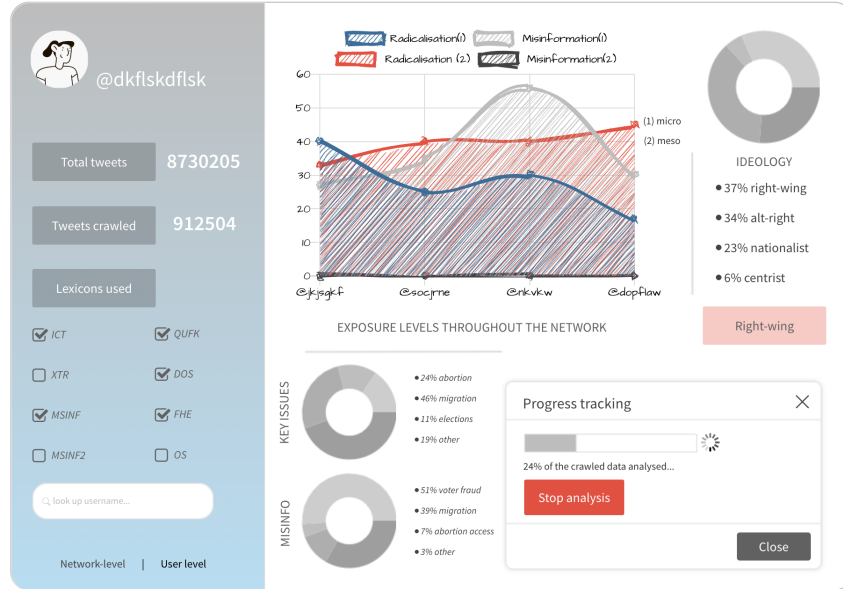 @dkflskdflsk
Total tweets 8730205
Tweets crawled 912504
Lexicons used
ICT QUFK
XTR DOS
MSINF FHE
MSINF2 OS
look up username...
Network-level | User level
Radicalisation(1) Misinformation(1)
Radicalisation (2) Misinformation(2)
60
50
40
30
20
10
0
@jkjsgkf @socjrne @nkvkw @dopflaw
(1) micro
(2) meso
EXPOSURE LEVELS THROUGHOUT THE NETWORK
IDEOLOGY
• 37% right-wing
• 34% alt-right
• 23% nationalist
• 6% centrist
Right-wing
KEY ISSUES
• 24% abortion
• 46% migration
• 11% elections
• 19% other
MISINFO
• 51% voter fraud
• 39% migration
• 7% abortion access
• 3% other
Progress tracking
24% of the crawled data analysed...
Stop analysis
Close